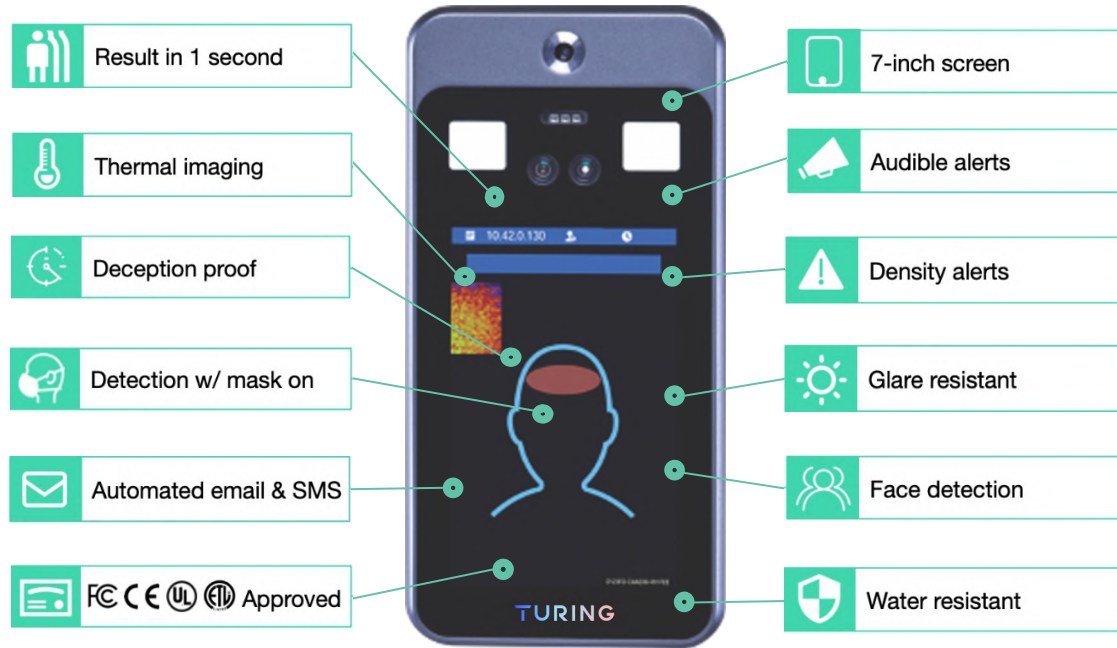 Result in 1 second
Thermal imaging
Deception proof
Detection w/ mask on
Automated email & SMS
FC CE UL ETL Approved
10.42.0.130
TURING
7-inch screen
Audible alerts
Density alerts
Glare resistant
Face detection
Water resistant